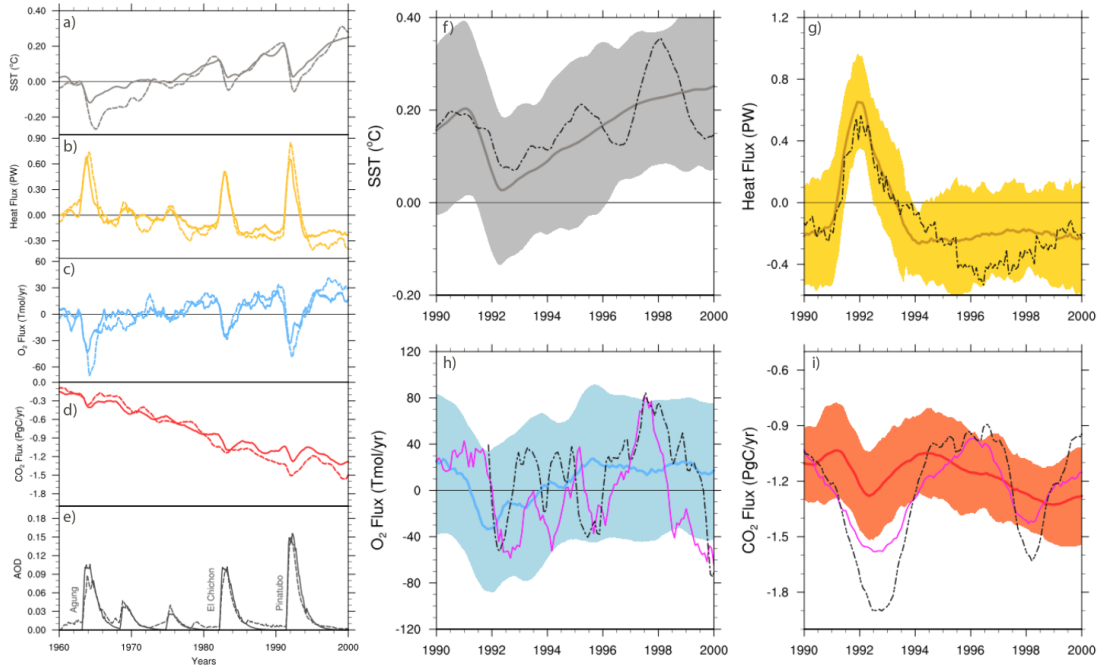 a)
0.40
0.20
0.00
-0.20
SST (°C)
b)
0.90
0.60
0.30
0.00
-0.30
Heat Flux (PW)
c)
60
30
0
-30
-60
O₂ Flux (Tmol/yr)
d)
0.0
-0.3
-0.6
-0.9
-1.2
-1.5
-1.8
CO₂ Flux (PgC/yr)
e)
0.18
0.15
0.12
0.09
0.06
0.03
0.00
AOD
Agung
El Chichon
Pinatubo
1960 1970 1980 1990 2000
Years
f)
0.40
0.20
0.00
-0.20
SST (°C)
1990 1992 1994 1996 1998 2000
g)
1.2
0.8
0.4
0.0
-0.4
Heat Flux (PW)
1990 1992 1994 1996 1998 2000
h)
120
80
40
0
-40
-80
-120
O₂ Flux (Tmol/yr)
1990 1992 1994 1996 1998 2000
i)
-0.6
-0.9
-1.2
-1.5
-1.8
CO₂ Flux (PgC/yr)
1990 1992 1994 1996 1998 2000